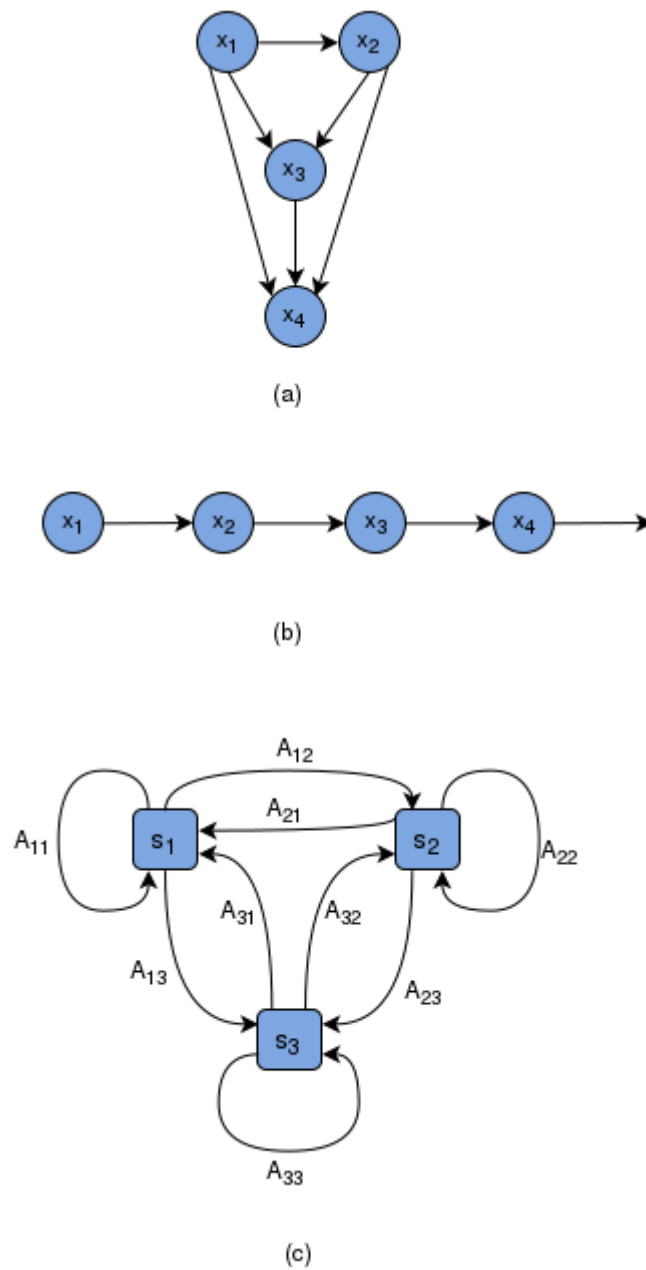 x₁ x₂
x₃
x₄
(a)
x₁ x₂ x₃ x₄
(b)
A₁₂
A₂₁
A₁₁ s₁ s₂ A₂₂
A₃₁ A₃₂
A₁₃ A₂₃
s₃
A₃₃
(c)